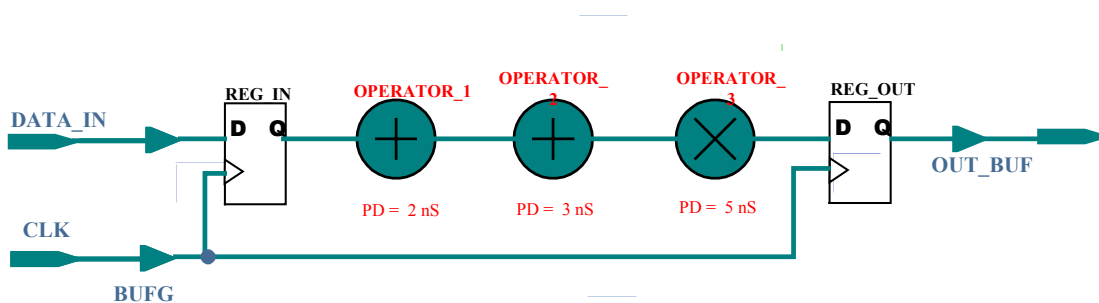 REG_IN
OPERATOR_1
OPERATOR_
2
OPERATOR_
3
REG_OUT
DATA_IN
D Q
D Q
OUT_BUF
PD = 2 nS
PD = 3 nS
PD = 5 nS
CLK
BUFG